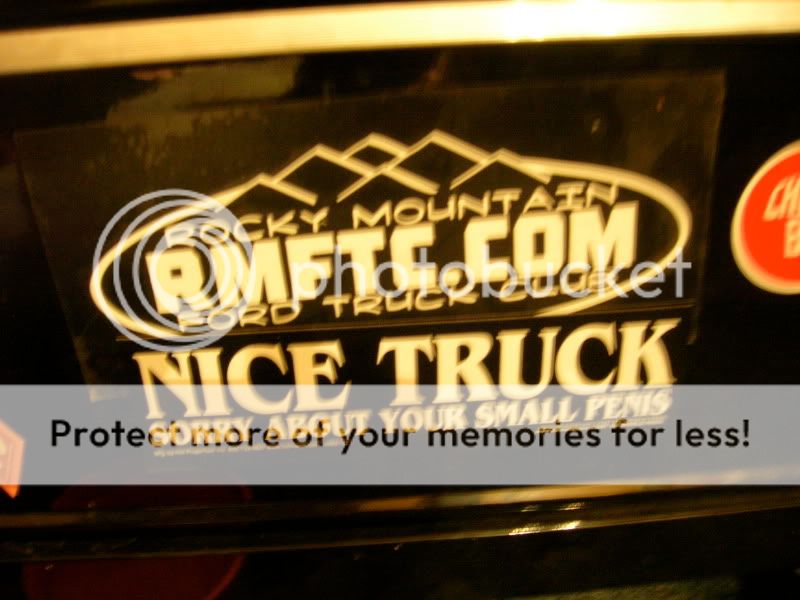 ROCKY MOUNTAIN
RMFTC.COM
FORD TRUCK CLUB
photobucket
NICE TRUCK
SORRY ABOUT YOUR SMALL PENIS
Protect more of your memories for less!